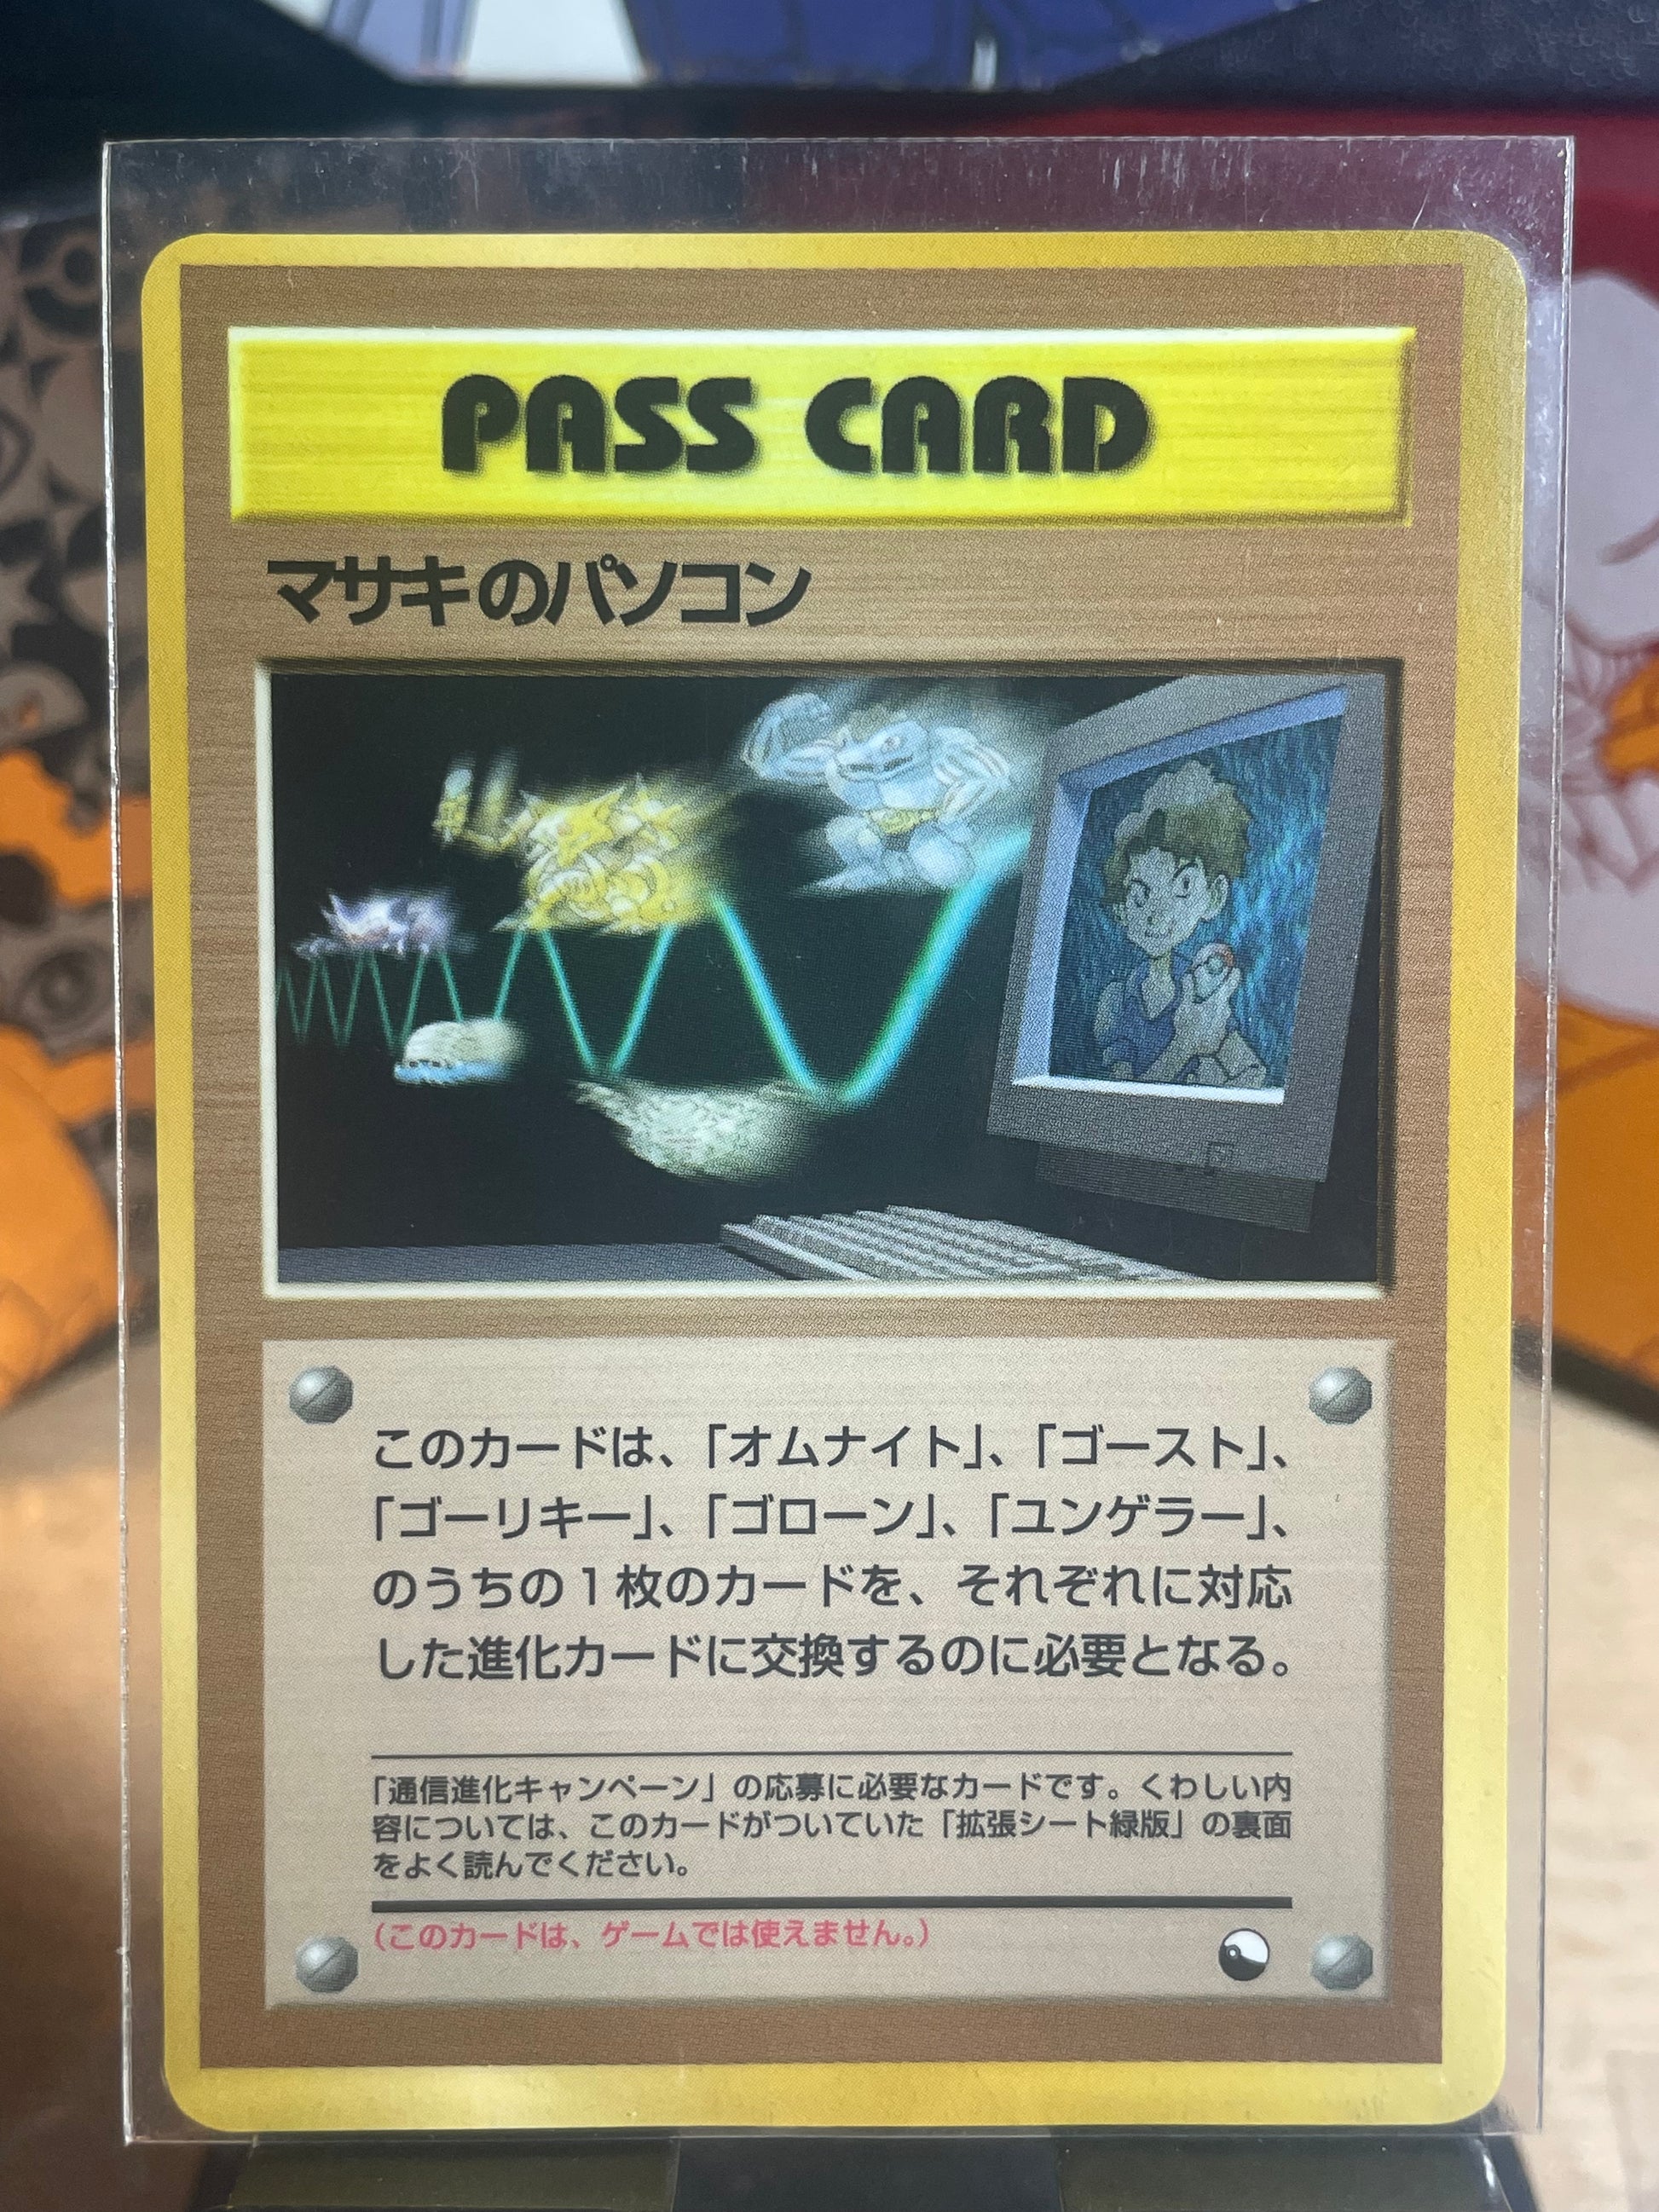 PASS CARD
マサキのパソコン
このカードは、「オムナイト」、「ゴースト」、
「ゴーリキー」、「ゴローン」、「ユンゲラー」、
のうちの1枚のカードを、それぞれに対応
した進化カードに交換するのに必要となる。
「通信進化キャンペーン」の応募に必要なカードです。くわしい内
容については、このカードがついていた「拡張シート緑版」の裏面
をよく読んでください。
(このカードは、ゲームでは使えません。)